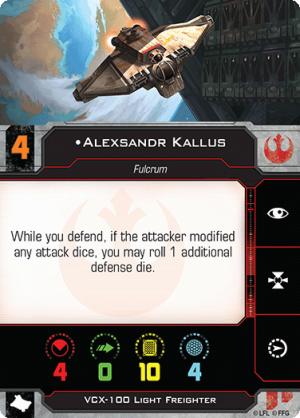 4
•Alexsandr Kallus
Fulcrum
While you defend, if the attacker modified
any attack dice, you may roll 1 additional
defense die.
4 0 10 4
VCX-100 Light Freighter
©LFL ©FFG